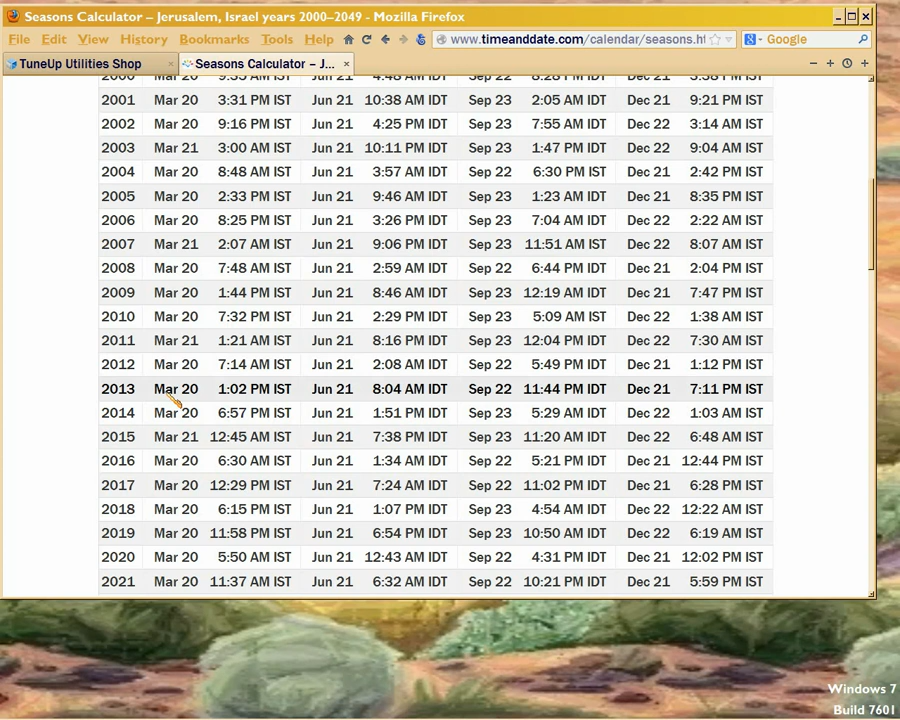 Seasons Calculator – Jerusalem, Israel years 2000–2049 - Mozilla Firefox
File Edit View History Bookmarks Tools Help www.timeanddate.com/calendar/seasons.ht Google
TuneUp Utilities Shop Seasons Calculator – J...
2000 Mar 20 9:35 AM IST Jun 21 4:48 AM IDT Sep 22 8:28 PM IDT Dec 21 3:38 PM IST
2001 Mar 20 3:31 PM IST Jun 21 10:38 AM IDT Sep 23 2:05 AM IDT Dec 21 9:21 PM IST
2002 Mar 20 9:16 PM IST Jun 21 4:25 PM IDT Sep 23 7:55 AM IDT Dec 22 3:14 AM IST
2003 Mar 21 3:00 AM IST Jun 21 10:11 PM IDT Sep 23 1:47 PM IDT Dec 22 9:04 AM IST
2004 Mar 20 8:48 AM IST Jun 21 3:57 AM IDT Sep 22 6:30 PM IST Dec 21 2:42 PM IST
2005 Mar 20 2:33 PM IST Jun 21 9:46 AM IDT Sep 23 1:23 AM IDT Dec 21 8:35 PM IST
2006 Mar 20 8:25 PM IST Jun 21 3:26 PM IDT Sep 23 7:04 AM IDT Dec 22 2:22 AM IST
2007 Mar 21 2:07 AM IST Jun 21 9:06 PM IDT Sep 23 11:51 AM IST Dec 22 8:07 AM IST
2008 Mar 20 7:48 AM IST Jun 21 2:59 AM IDT Sep 22 6:44 PM IDT Dec 21 2:04 PM IST
2009 Mar 20 1:44 PM IST Jun 21 8:46 AM IDT Sep 23 12:19 AM IDT Dec 21 7:47 PM IST
2010 Mar 20 7:32 PM IST Jun 21 2:29 PM IDT Sep 23 5:09 AM IST Dec 22 1:38 AM IST
2011 Mar 21 1:21 AM IST Jun 21 8:16 PM IDT Sep 23 12:04 PM IDT Dec 22 7:30 AM IST
2012 Mar 20 7:14 AM IST Jun 21 2:08 AM IDT Sep 22 5:49 PM IDT Dec 21 1:12 PM IST
2013 Mar 20 1:02 PM IST Jun 21 8:04 AM IDT Sep 22 11:44 PM IDT Dec 21 7:11 PM IST
2014 Mar 20 6:57 PM IST Jun 21 1:51 PM IDT Sep 23 5:29 AM IDT Dec 22 1:03 AM IST
2015 Mar 21 12:45 AM IST Jun 21 7:38 PM IDT Sep 23 11:20 AM IDT Dec 22 6:48 AM IST
2016 Mar 20 6:30 AM IST Jun 21 1:34 AM IDT Sep 22 5:21 PM IDT Dec 21 12:44 PM IST
2017 Mar 20 12:29 PM IST Jun 21 7:24 AM IDT Sep 22 11:02 PM IDT Dec 21 6:28 PM IST
2018 Mar 20 6:15 PM IST Jun 21 1:07 PM IDT Sep 23 4:54 AM IDT Dec 22 12:22 AM IST
2019 Mar 20 11:58 PM IST Jun 21 6:54 PM IDT Sep 23 10:50 AM IDT Dec 22 6:19 AM IST
2020 Mar 20 5:50 AM IST Jun 21 12:43 AM IDT Sep 22 4:31 PM IDT Dec 21 12:02 PM IST
2021 Mar 20 11:37 AM IST Jun 21 6:32 AM IDT Sep 22 10:21 PM IDT Dec 21 5:59 PM IST
Windows 7
Build 7601